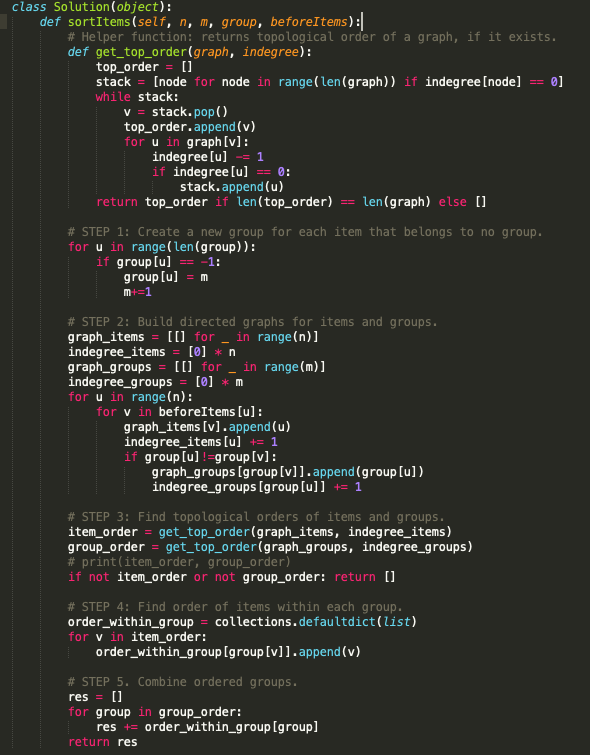 class Solution(object):
    def sortItems(self, n, m, group, beforeItems):
        # Helper function: returns topological order of a graph, if it exists.
        def get_top_order(graph, indegree):
            top_order = []
            stack = [node for node in range(len(graph)) if indegree[node] == 0]
            while stack:
                v = stack.pop()
                top_order.append(v)
                for u in graph[v]:
                    indegree[u] -= 1
                    if indegree[u] == 0:
                        stack.append(u)
            return top_order if len(top_order) == len(graph) else []

        # STEP 1: Create a new group for each item that belongs to no group.
        for u in range(len(group)):
            if group[u] == -1:
                group[u] = m
                m+=1

        # STEP 2: Build directed graphs for items and groups.
        graph_items = [[] for _ in range(n)]
        indegree_items = [0] * n
        graph_groups = [[] for _ in range(m)]
        indegree_groups = [0] * m
        for u in range(n):
            for v in beforeItems[u]:
                graph_items[v].append(u)
                indegree_items[u] += 1
                if group[u]!=group[v]:
                    graph_groups[group[v]].append(group[u])
                    indegree_groups[group[u]] += 1

        # STEP 3: Find topological orders of items and groups.
        item_order = get_top_order(graph_items, indegree_items)
        group_order = get_top_order(graph_groups, indegree_groups)
        # print(item_order, group_order)
        if not item_order or not group_order: return []

        # STEP 4: Find order of items within each group.
        order_within_group = collections.defaultdict(list)
        for v in item_order:
            order_within_group[group[v]].append(v)

        # STEP 5. Combine ordered groups.
        res = []
        for group in group_order:
            res += order_within_group[group]
        return res